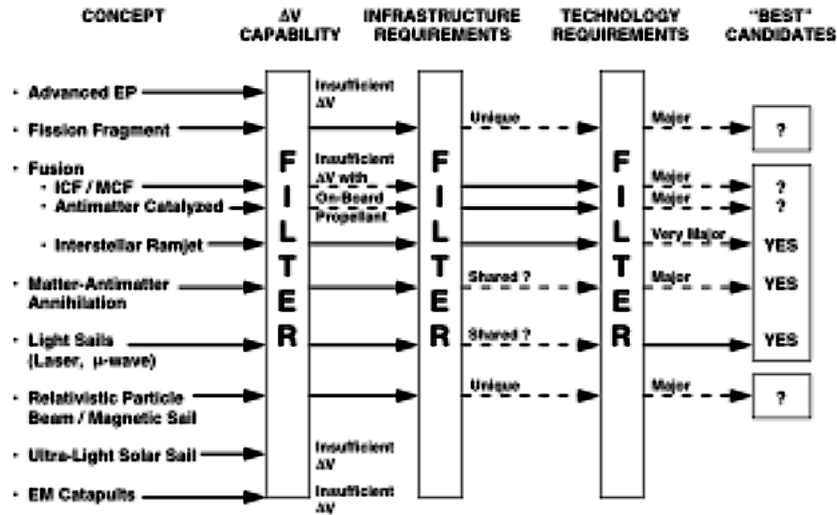 CONCEPT
ΔV
CAPABILITY
INFRASTRUCTURE
REQUIREMENTS
TECHNOLOGY
REQUIREMENTS
“BEST”
CANDIDATES
• Advanced EP
Insufficient
ΔV
• Fission Fragment
Unique
Major
?
• Fusion
• ICF / MCF
Insufficient
ΔV with
Major
?
• Antimatter Catalyzed
On-Board
Propellant
Major
?
• Interstellar Ramjet
Very Major
YES
• Matter-Antimatter
Annihilation
Shared ?
Major
YES
• Light Sails
(Laser, μ-wave)
Shared ?
YES
• Relativistic Particle
Beam / Magnetic Sail
Unique
Major
?
• Ultra-Light Solar Sail
Insufficient
ΔV
• EM Catapults
Insufficient
ΔV
FILTER
FILTER
FILTER